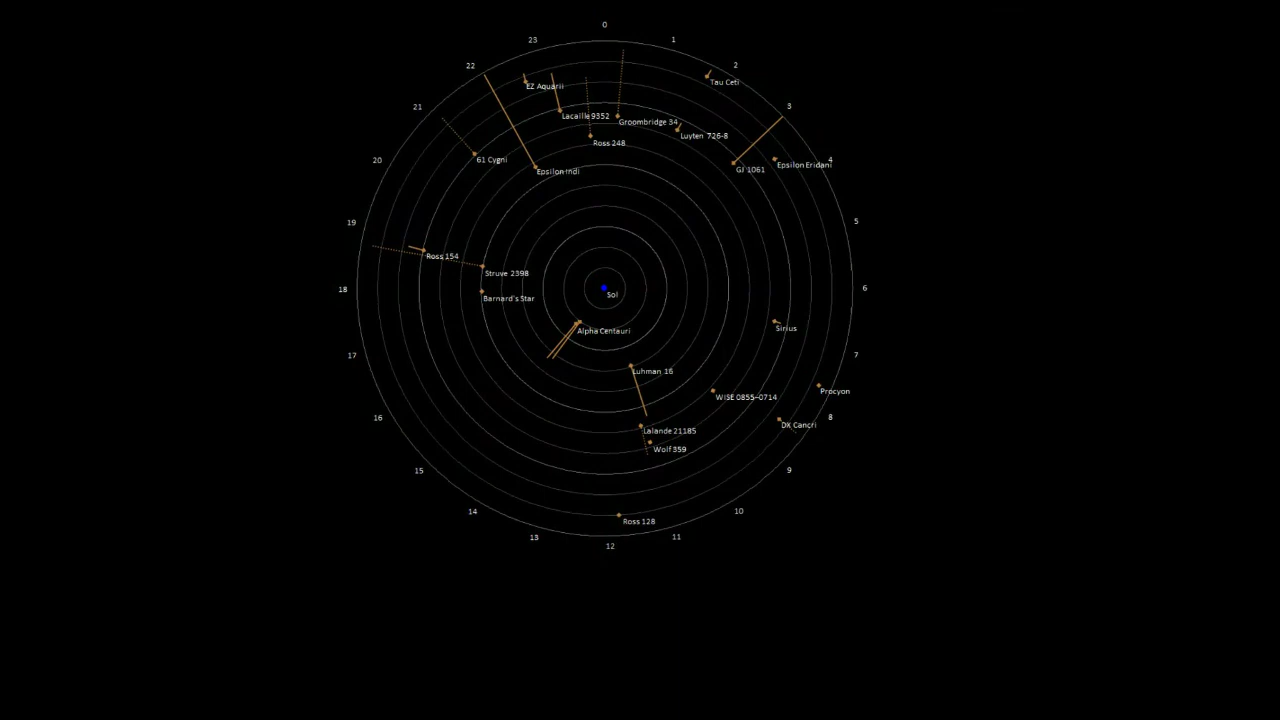 0
23
1
22
2
EZ Aquarii
Tau Ceti
21
3
Lacaille 9352
Groombridge 34
Luyten 726-8
Ross 248
20
61 Cygni
4
Epsilon Eridani
Epsilon Indi
GJ 1061
19
5
Ross 154
Struve 2398
18
6
Sol
Barnard's Star
Sirius
Alpha Centauri
17
7
Luhman 16
Procyon
WISE 0855–0714
16
8
DX Cancri
Lalande 21185
Wolf 359
15
9
14
10
Ross 128
13
11
12